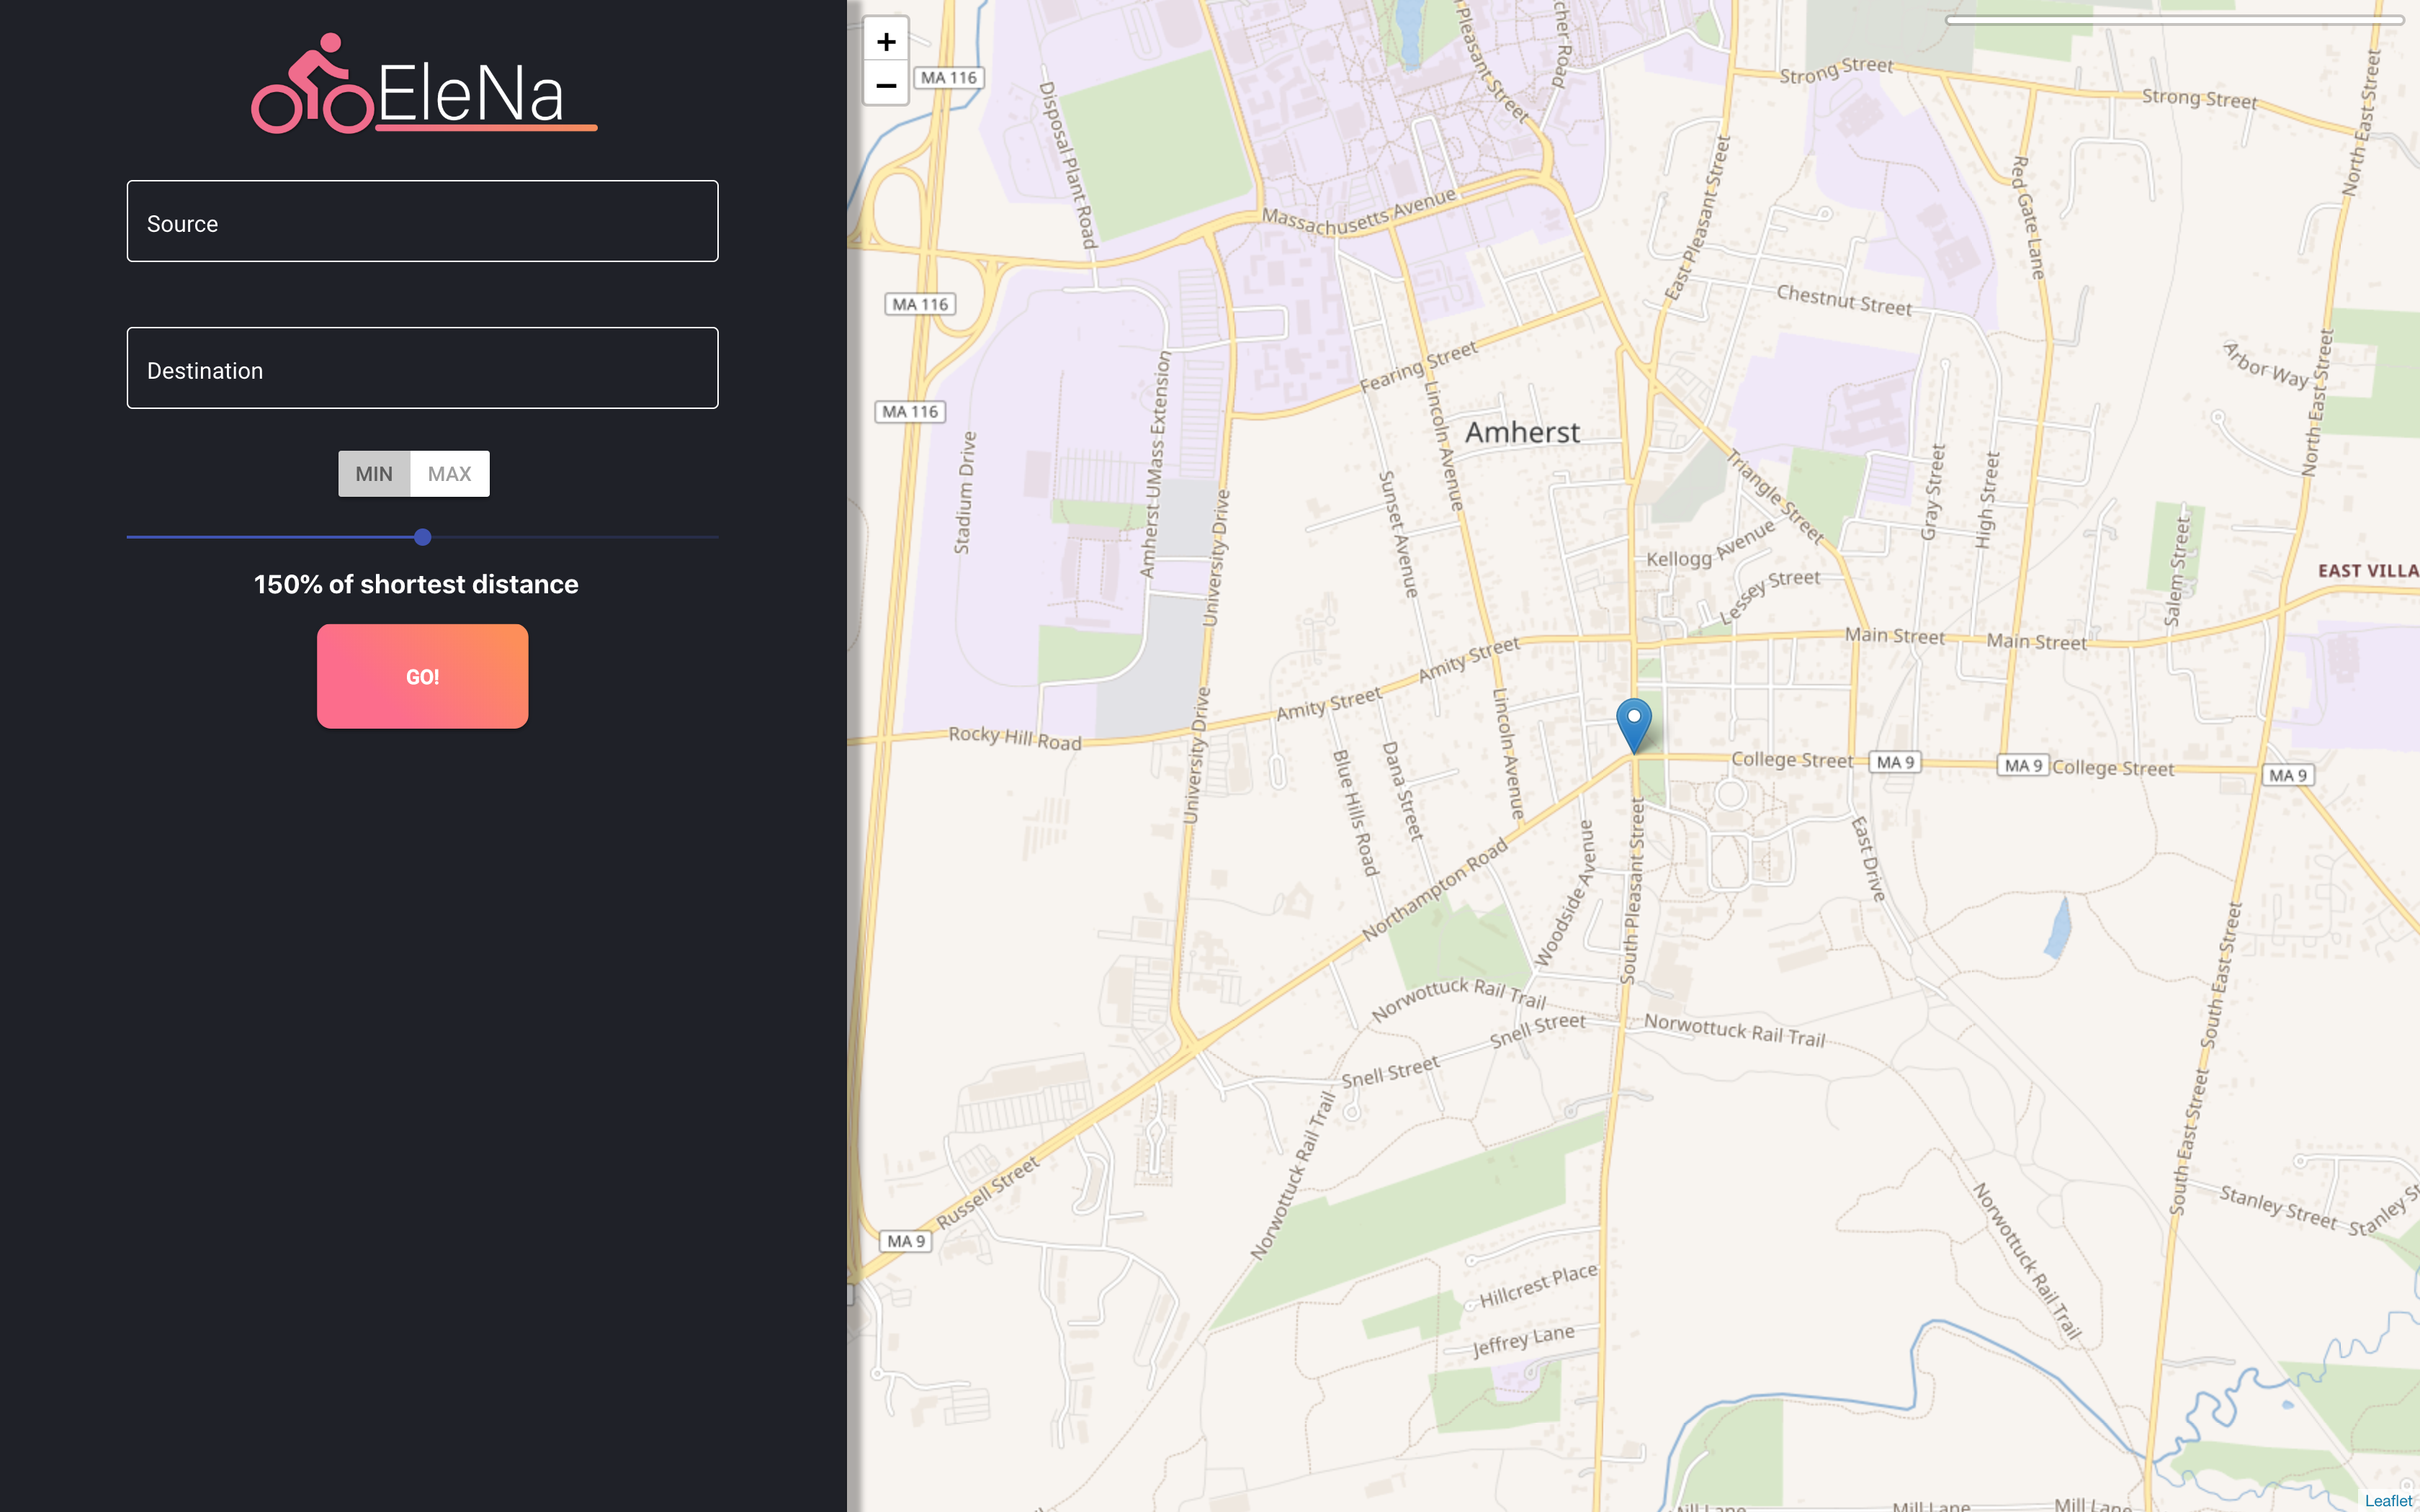 EleNa
Source
Destination
MIN
MAX
150% of shortest distance
GO!
+
−
MA 116
Disposal Plant Road
Pleasant Street
Strong Street
Strong Street
North East Street
Massachusetts Avenue
East Pleasant Street
Red Gate Lane
MA 116
Chestnut Street
Arbor Way
North East Street
Fearing Street
MA 116
Amherst
Lincoln Avenue
Stadium Drive
Amherst UMass Extension
University Drive
Sunset Avenue
Triangle Street
Gray Street
High Street
Kellogg Avenue
Lessey Street
Salem Street
EAST VILLA
Main Street
Main Street
Amity Street
Amity Street
Rocky Hill Road
University Drive
Lincoln Avenue
Blue Hills Road
Dana Street
College Street
MA 9
MA 9
College Street
MA 9
Northampton Road
Woodside Avenue
South Pleasant Street
East Drive
South East Street
Norwottuck Rail Trail
Snell Street
Norwottuck Rail Trail
Snell Street
Norwottuck Rail Trail
Russell Street
MA 9
South East Street
Stanley Street
Stanley St
Norwottuck Rail Trail
Hillcrest Place
Jeffrey Lane
Mill Lane
Mill Lane
Leaflet